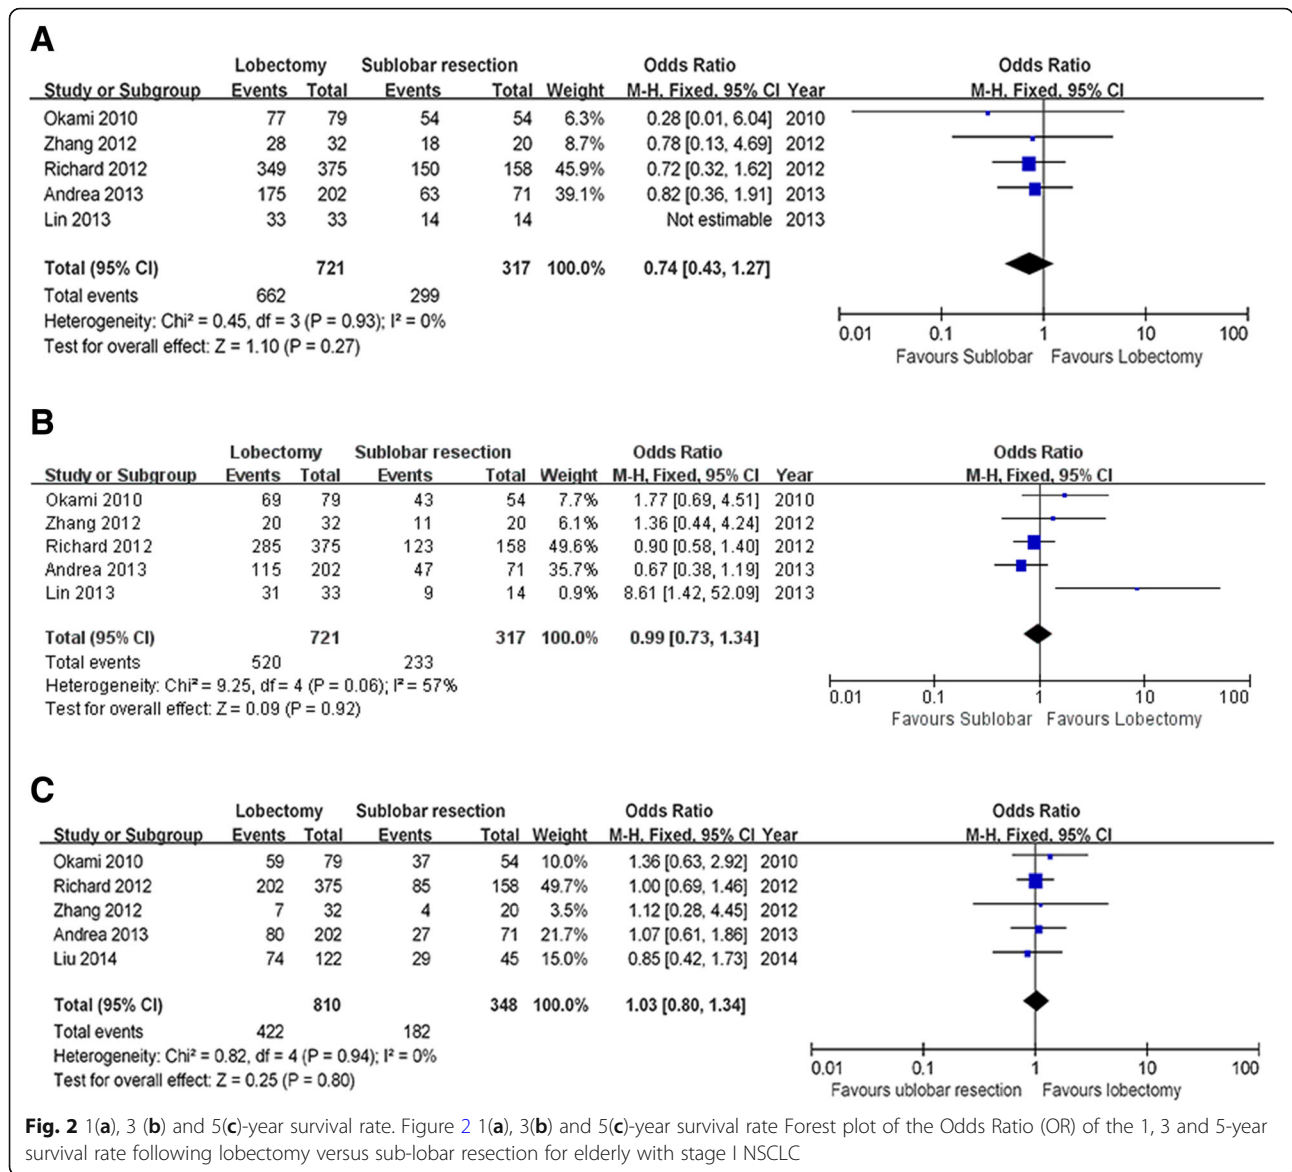 A
Lobectomy Sublobar resection Odds Ratio Odds Ratio
Study or Subgroup Events Total Events Total Weight M-H, Fixed, 95% CI Year M-H, Fixed, 95% CI
Okami 2010 77 79 54 54 6.3% 0.28 [0.01, 6.04] 2010
Zhang 2012 28 32 18 20 8.7% 0.78 [0.13, 4.69] 2012
Richard 2012 349 375 150 158 45.9% 0.72 [0.32, 1.62] 2012
Andrea 2013 175 202 63 71 39.1% 0.82 [0.36, 1.91] 2013
Lin 2013 33 33 14 14 Not estimable 2013
Total (95% CI) 721 317 100.0% 0.74 [0.43, 1.27]
Total events 662 299
Heterogeneity: Chi² = 0.45, df = 3 (P = 0.93); I² = 0%
Test for overall effect: Z = 1.10 (P = 0.27)
0.01 0.1 1 10 100
Favours Sublobar Favours Lobectomy
B
Lobectomy Sublobar resection Odds Ratio Odds Ratio
Study or Subgroup Events Total Events Total Weight M-H, Fixed, 95% CI Year M-H, Fixed, 95% CI
Okami 2010 69 79 43 54 7.7% 1.77 [0.69, 4.51] 2010
Zhang 2012 20 32 11 20 6.1% 1.36 [0.44, 4.24] 2012
Richard 2012 285 375 123 158 49.6% 0.90 [0.58, 1.40] 2012
Andrea 2013 115 202 47 71 35.7% 0.67 [0.38, 1.19] 2013
Lin 2013 31 33 9 14 0.9% 8.61 [1.42, 52.09] 2013
Total (95% CI) 721 317 100.0% 0.99 [0.73, 1.34]
Total events 520 233
Heterogeneity: Chi² = 9.25, df = 4 (P = 0.06); I² = 57%
Test for overall effect: Z = 0.09 (P = 0.92)
0.01 0.1 1 10 100
Favours Sublobar Favours Lobectomy
C
Lobectomy Sublobar resection Odds Ratio Odds Ratio
Study or Subgroup Events Total Events Total Weight M-H, Fixed, 95% CI Year M-H, Fixed, 95% CI
Okami 2010 59 79 37 54 10.0% 1.36 [0.63, 2.92] 2010
Richard 2012 202 375 85 158 49.7% 1.00 [0.69, 1.46] 2012
Zhang 2012 7 32 4 20 3.5% 1.12 [0.28, 4.45] 2012
Andrea 2013 80 202 27 71 21.7% 1.07 [0.61, 1.86] 2013
Liu 2014 74 122 29 45 15.0% 0.85 [0.42, 1.73] 2014
Total (95% CI) 810 348 100.0% 1.03 [0.80, 1.34]
Total events 422 182
Heterogeneity: Chi² = 0.82, df = 4 (P = 0.94); I² = 0%
Test for overall effect: Z = 0.25 (P = 0.80)
0.01 0.1 1 10 100
Favours ublobar resection Favours lobectomy
Fig. 2 1(a), 3 (b) and 5(c)-year survival rate. Figure 2 1(a), 3(b) and 5(c)-year survival rate Forest plot of the Odds Ratio (OR) of the 1, 3 and 5-year
survival rate following lobectomy versus sub-lobar resection for elderly with stage I NSCLC